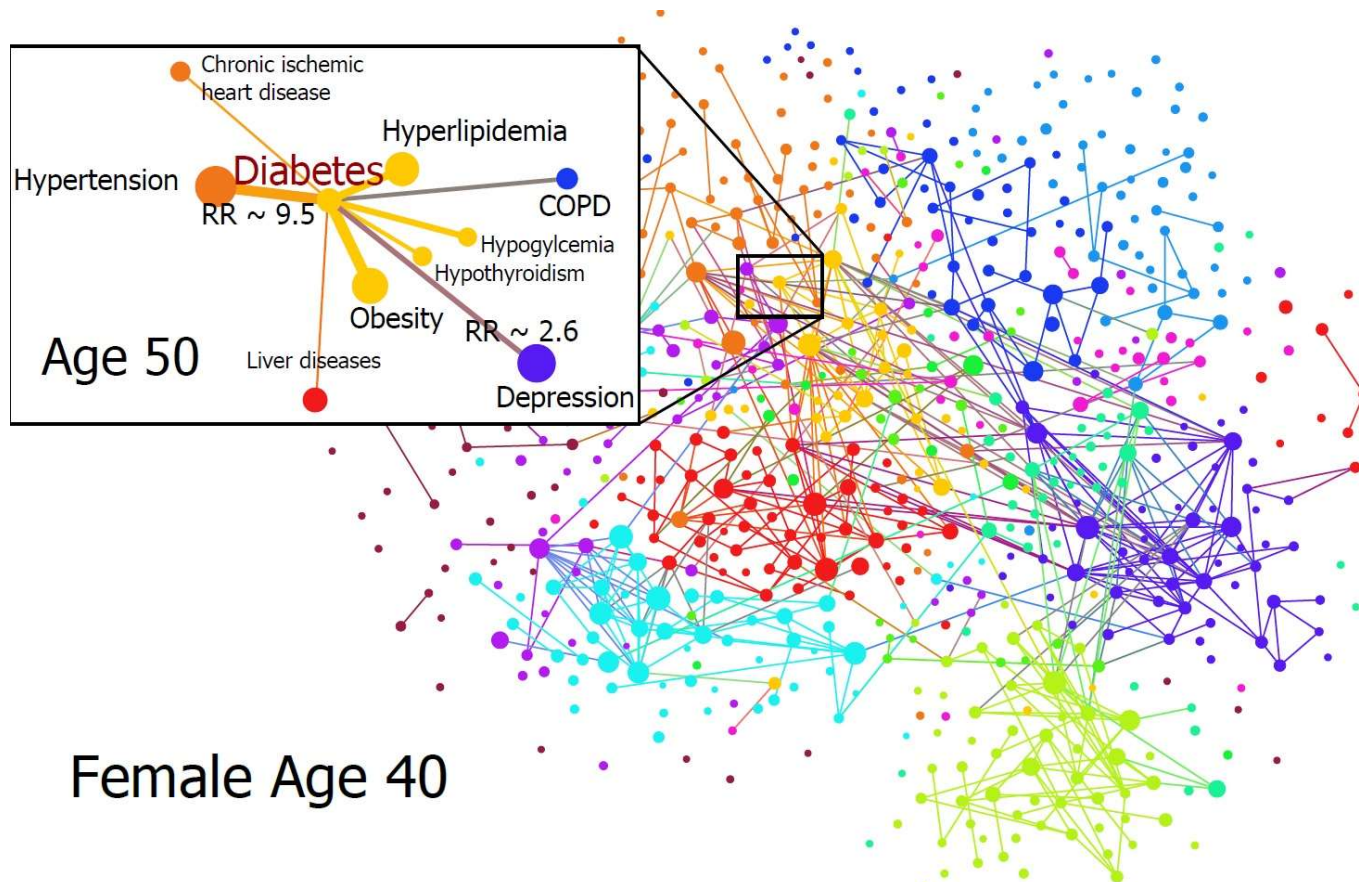 Chronic ischemic
heart disease
Hyperlipidemia
Diabetes
Hypertension
RR ~ 9.5
COPD
Hypogylcemia
Hypothyroidism
Obesity
RR ~ 2.6
Age 50
Liver diseases
Depression
Female Age 40